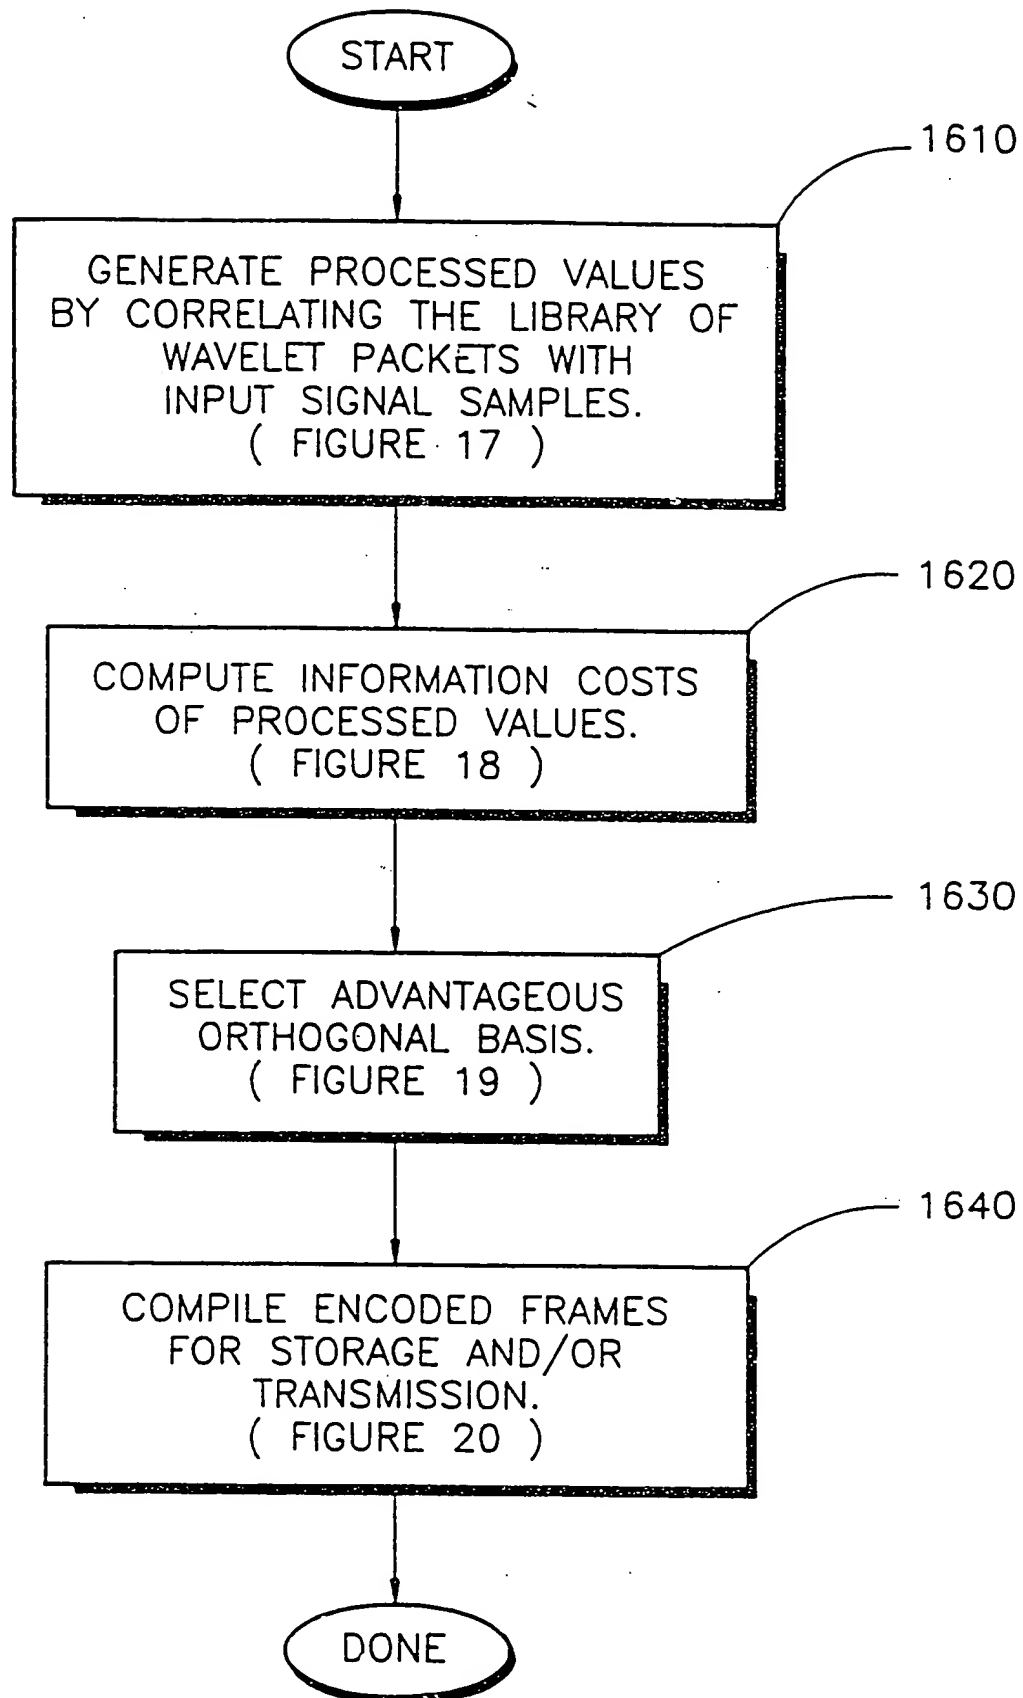 START
1610
GENERATE PROCESSED VALUES
BY CORRELATING THE LIBRARY OF
WAVELET PACKETS WITH
INPUT SIGNAL SAMPLES.
( FIGURE 17 )
1620
COMPUTE INFORMATION COSTS
OF PROCESSED VALUES.
( FIGURE 18 )
1630
SELECT ADVANTAGEOUS
ORTHOGONAL BASIS.
( FIGURE 19 )
1640
COMPILE ENCODED FRAMES
FOR STORAGE AND/OR
TRANSMISSION.
( FIGURE 20 )
DONE